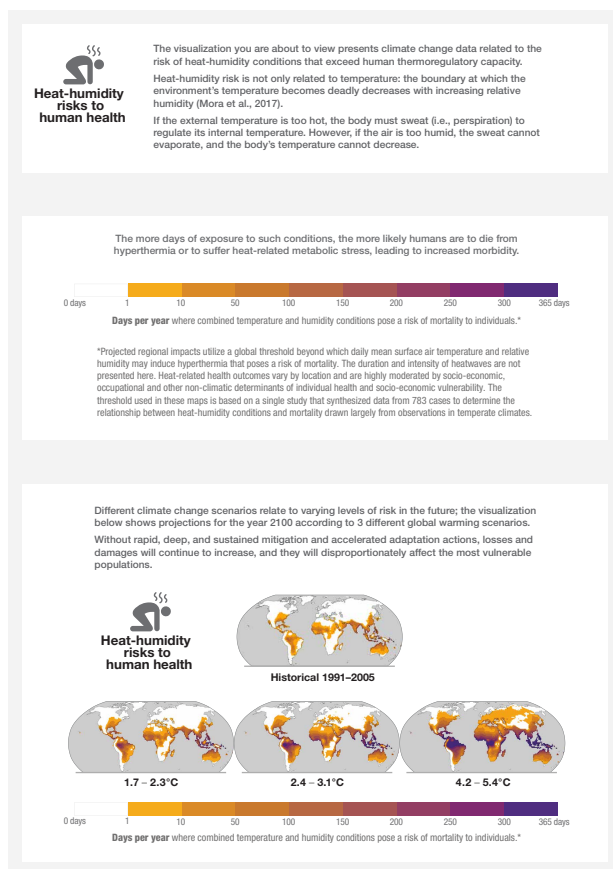 Heat-humidity
risks to
human health
The visualization you are about to view presents climate change data related to the
risk of heat-humidity conditions that exceed human thermoregulatory capacity.
Heat-humidity risk is not only related to temperature: the boundary at which the
environment's temperature becomes deadly decreases with increasing relative
humidity (Mora et al., 2017).
If the external temperature is too hot, the body must sweat (i.e., perspiration) to
regulate its internal temperature. However, if the air is too humid, the sweat cannot
evaporate, and the body's temperature cannot decrease.
The more days of exposure to such conditions, the more likely humans are to die from
hyperthermia or to suffer heat-related metabolic stress, leading to increased morbidity.
0 days 1 10 50 100 150 200 250 300 365 days
Days per year where combined temperature and humidity conditions pose a risk of mortality to individuals.*
*Projected regional impacts utilize a global threshold beyond which daily mean surface air temperature and relative
humidity may induce hyperthermia that poses a risk of mortality. The duration and intensity of heatwaves are not
presented here. Heat-related health outcomes vary by location and are highly moderated by socio-economic,
occupational and other non-climatic determinants of individual health and socio-economic vulnerability. The
threshold used in these maps is based on a single study that synthesized data from 783 cases to determine the
relationship between heat-humidity conditions and mortality drawn largely from observations in temperate climates.
Different climate change scenarios relate to varying levels of risk in the future; the visualization
below shows projections for the year 2100 according to 3 different global warming scenarios.
Without rapid, deep, and sustained mitigation and accelerated adaptation actions, losses and
damages will continue to increase, and they will disproportionately affect the most vulnerable
populations.
Heat-humidity
risks to
human health
Historical 1991–2005
1.7 – 2.3°C 2.4 – 3.1°C 4.2 – 5.4°C
0 days 1 10 50 100 150 200 250 300 365 days
Days per year where combined temperature and humidity conditions pose a risk of mortality to individuals.*